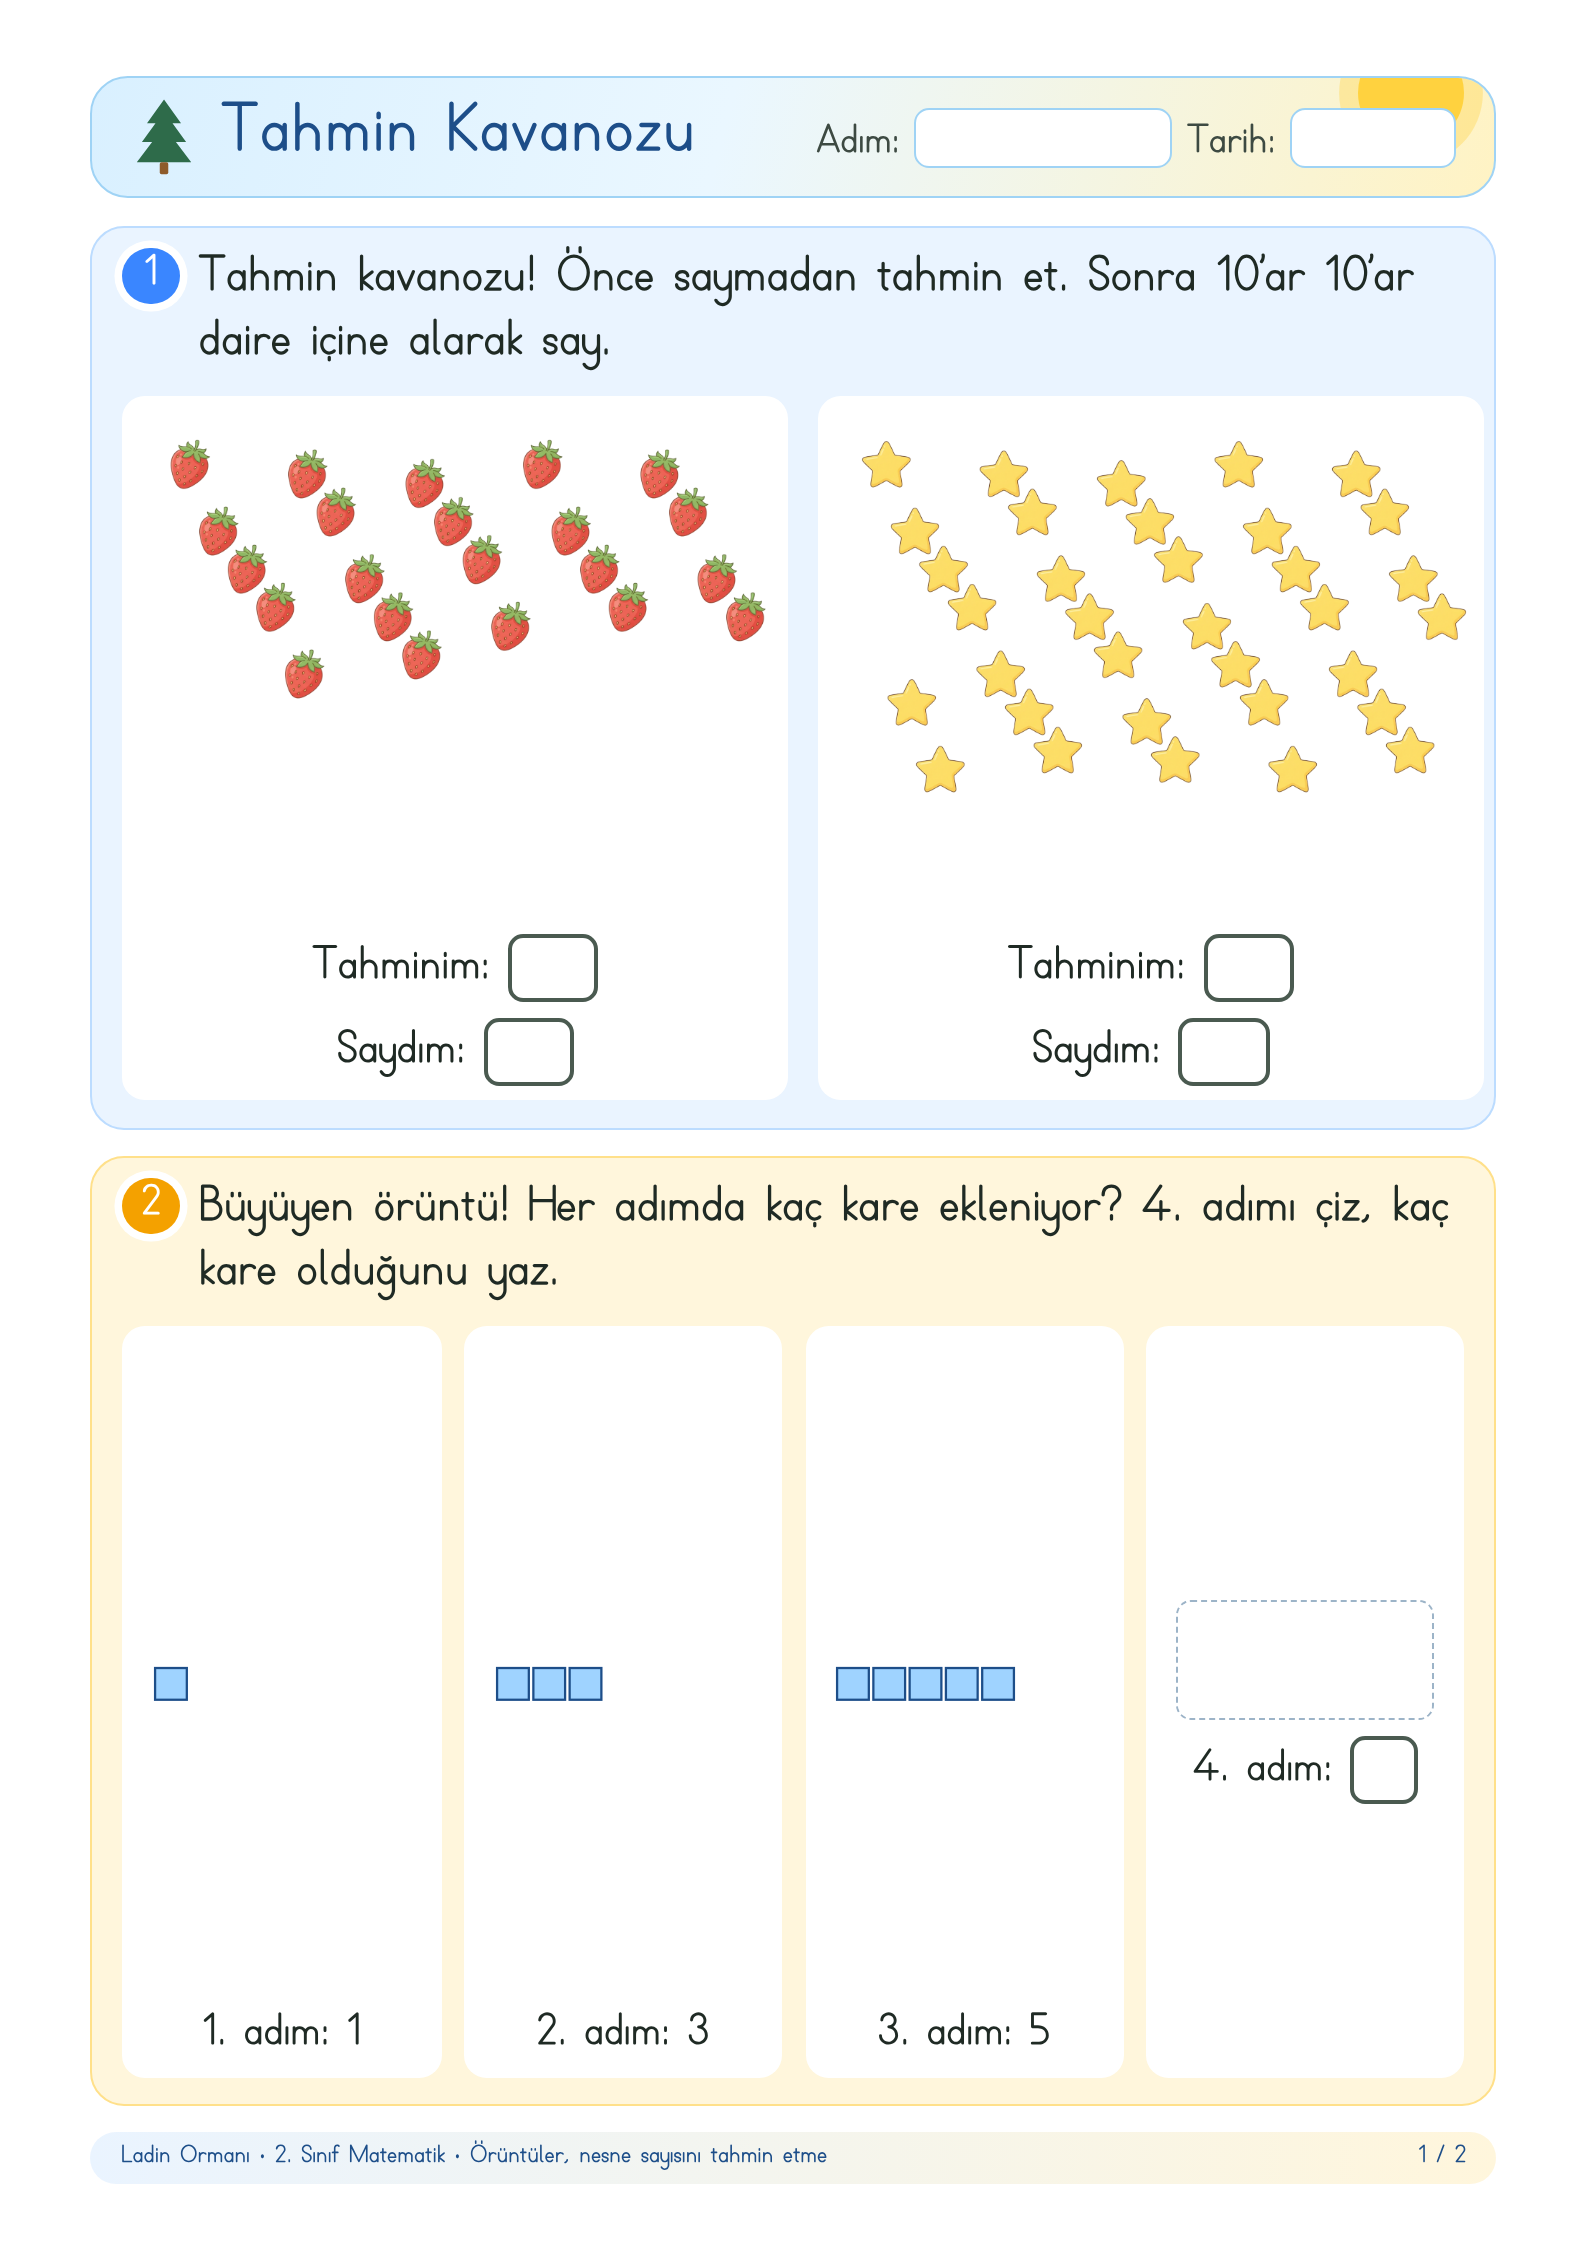 Tahmin Kavanozu
Adım:
Tarih:
1
Tahmin kavanozu! Önce saymadan tahmin et. Sonra 10'ar 10'ar
daire içine alarak say.
Tahminim:
Saydım:
Tahminim:
Saydım:
2
Büyüyen örüntü! Her adımda kaç kare ekleniyor? 4. adımı çiz, kaç
kare olduğunu yaz.
1. adım: 1
2. adım: 3
3. adım: 5
4. adım:
Ladin Ormanı • 2. Sınıf Matematik • Örüntüler, nesne sayısını tahmin etme
1 / 2